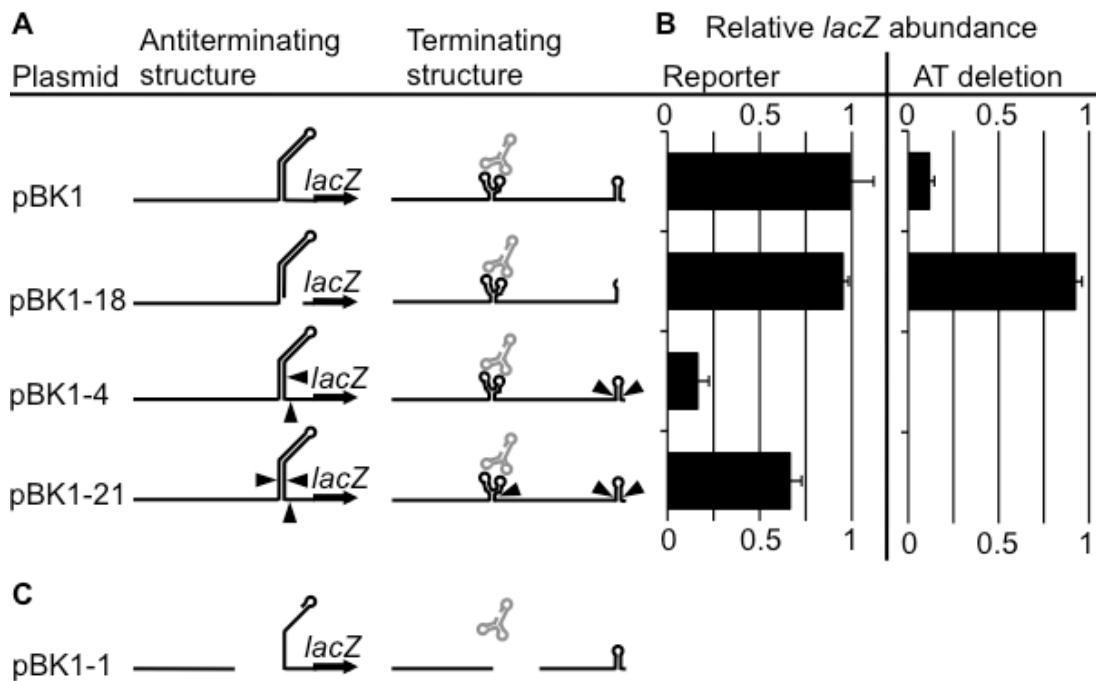 A
Plasmid
Antiterminating structure
Terminating structure
B Relative lacZ abundance
Reporter
AT deletion
0 0.5 1
0 0.5 1
pBK1
lacZ
pBK1-18
lacZ
pBK1-4
lacZ
pBK1-21
lacZ
0 0.5 1
0 0.5 1
C
pBK1-1
lacZ